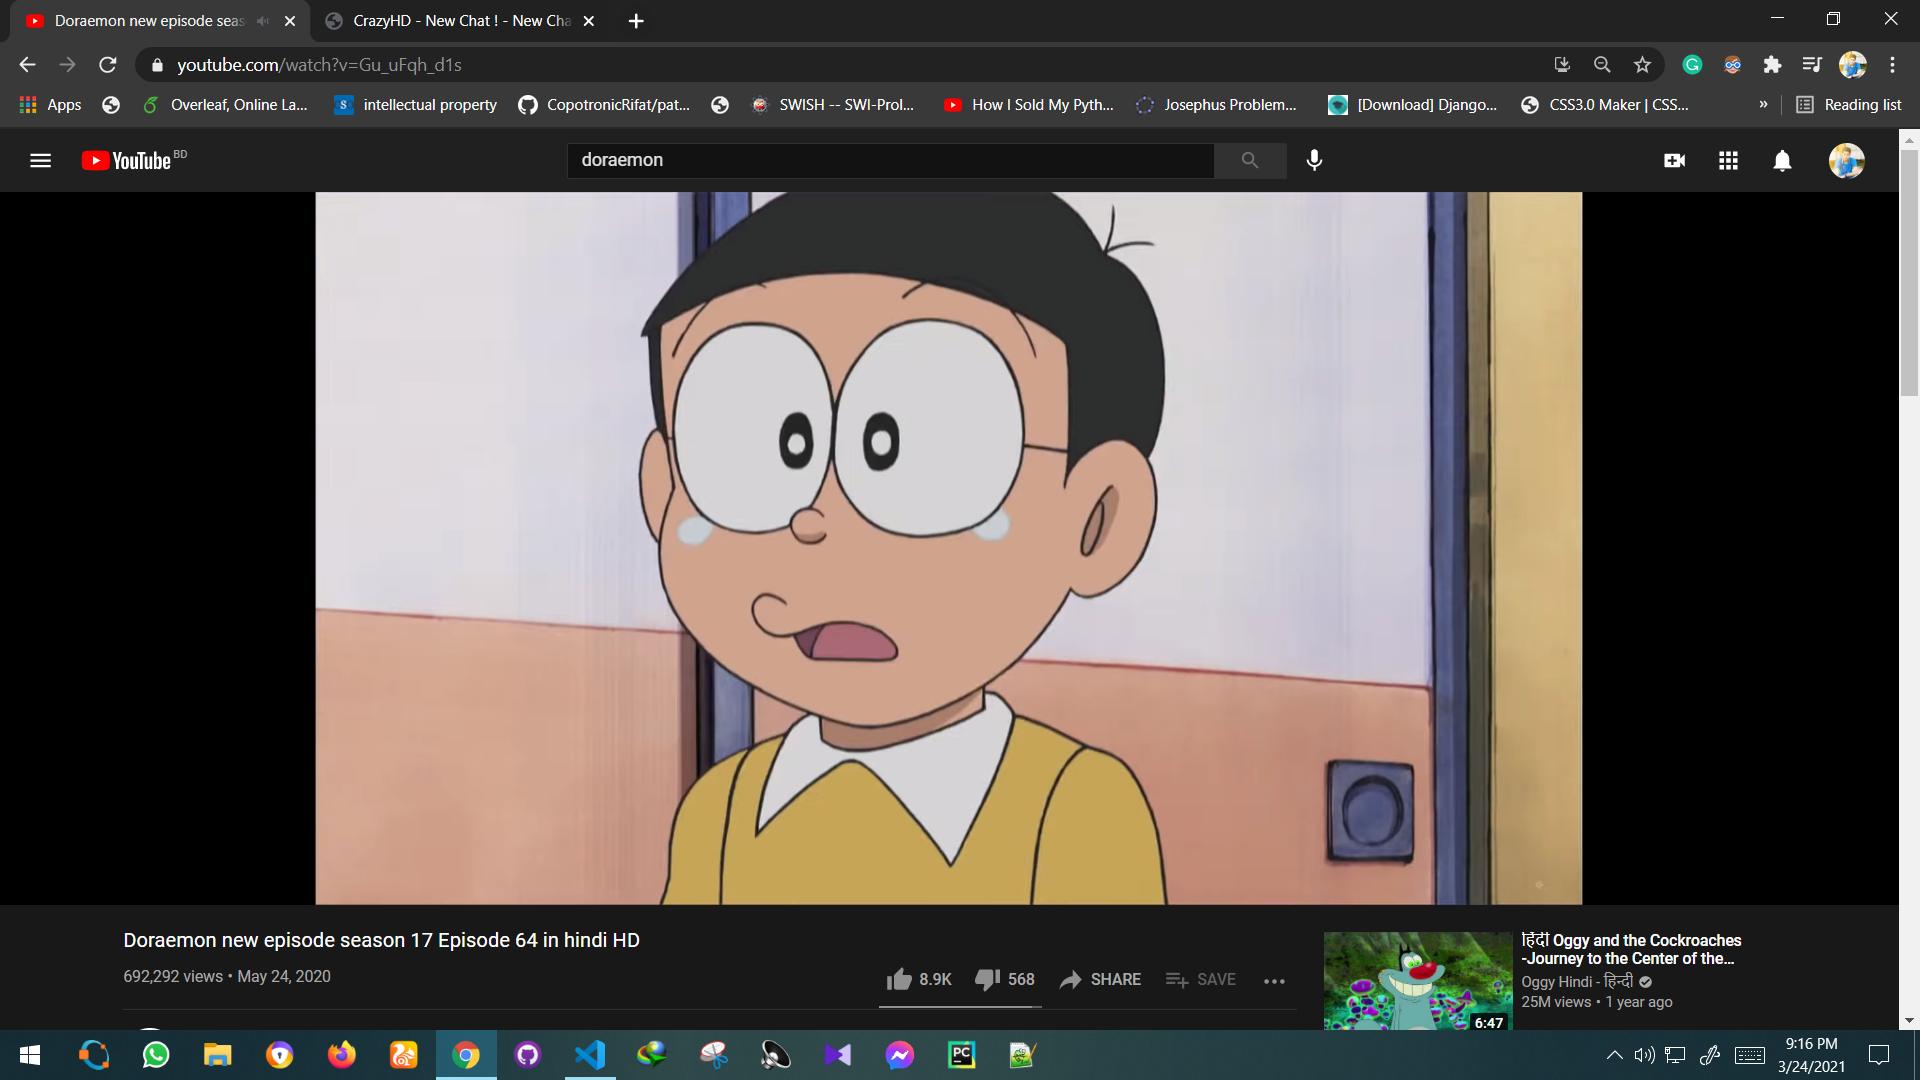 Doraemon new episode seas
CrazyHD - New Chat ! - New Cha
youtube.com/watch?v=Gu_uFqh_d1s
Apps
Overleaf, Online La...
intellectual property
CopotronicRifat/pat...
SWISH -- SWI-Prol...
How I Sold My Pyth...
Josephus Problem...
[Download] Django...
CSS3.0 Maker | CSS...
»
Reading list
YouTube BD
doraemon
Doraemon new episode season 17 Episode 64 in hindi HD
692,292 views • May 24, 2020
8.9K
568
SHARE
SAVE
6:47
हिंदी Oggy and the Cockroaches
-Journey to the Center of the...
Oggy Hindi - हिन्दी
25M views • 1 year ago
PC
9:16 PM
3/24/2021